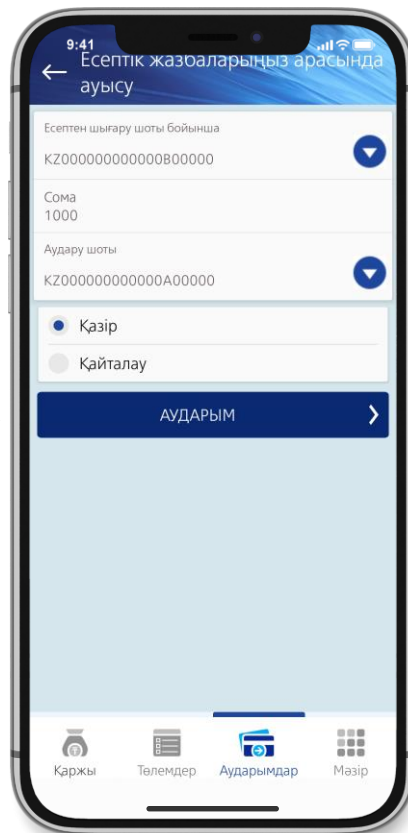 9:41
Есептік жазбаларыңыз арасында
ауысу
Есептен шығару шоты бойынша
KZ000000000000B00000
Сома
1000
Аудару шоты
KZ000000000000A00000
Қазір
Қайталау
АУДАРЫМ
Қаржы Төлемдер Аударымдар Мәзір